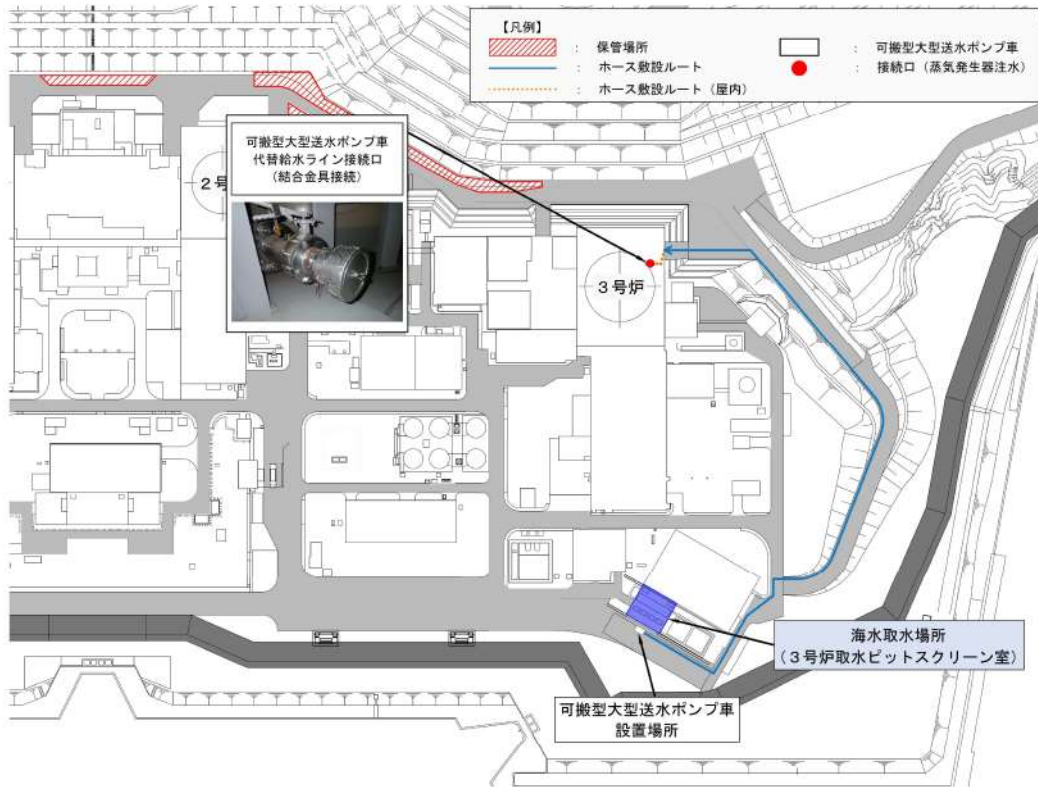 【凡例】
： 保管場所
： ホース敷設ルート
： ホース敷設ルート（屋内）
： 可搬型大型送水ポンプ車
： 接続口（蒸気発生器注水）
可搬型大型送水ポンプ車
代替給水ライン接続口
（結合金具接続）
2号
3号炉
海水取水場所
（3号炉取水ピットスクリーン室）
可搬型大型送水ポンプ車
設置場所